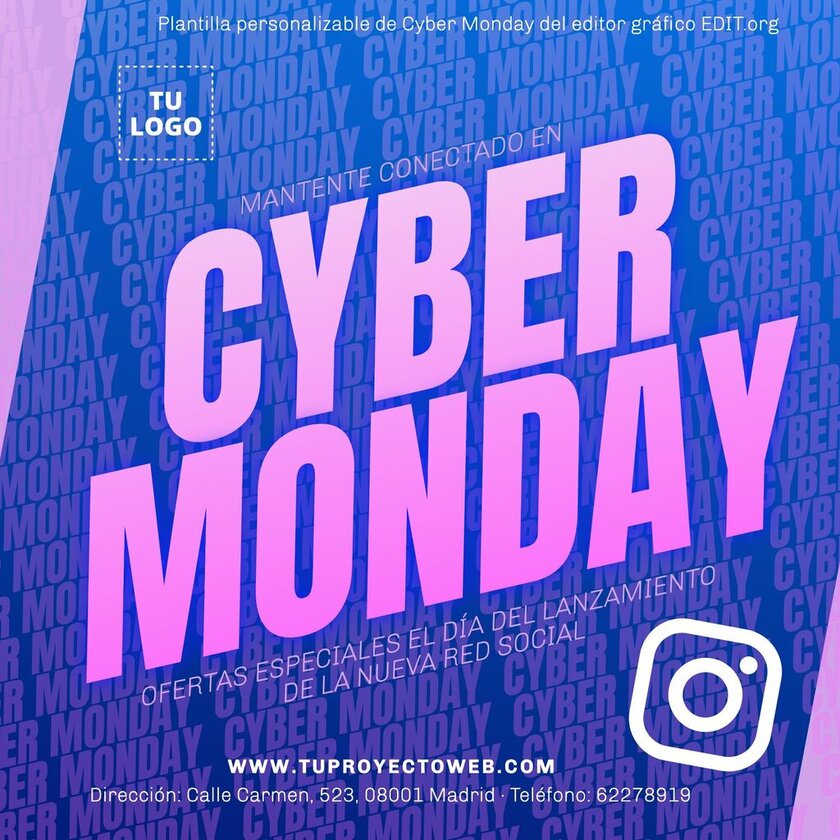 Plantilla personalizable de Cyber Monday del editor gráfico EDIT.org
TU
LOGO
MANTENTE CONECTADO EN
CYBER
MONDAY
OFERTAS ESPECIALES EL DÍA DEL LANZAMIENTO
DE LA NUEVA RED SOCIAL
WWW.TUPROYECTOWEB.COM
Dirección: Calle Carmen, 523, 08001 Madrid · Teléfono: 62278919